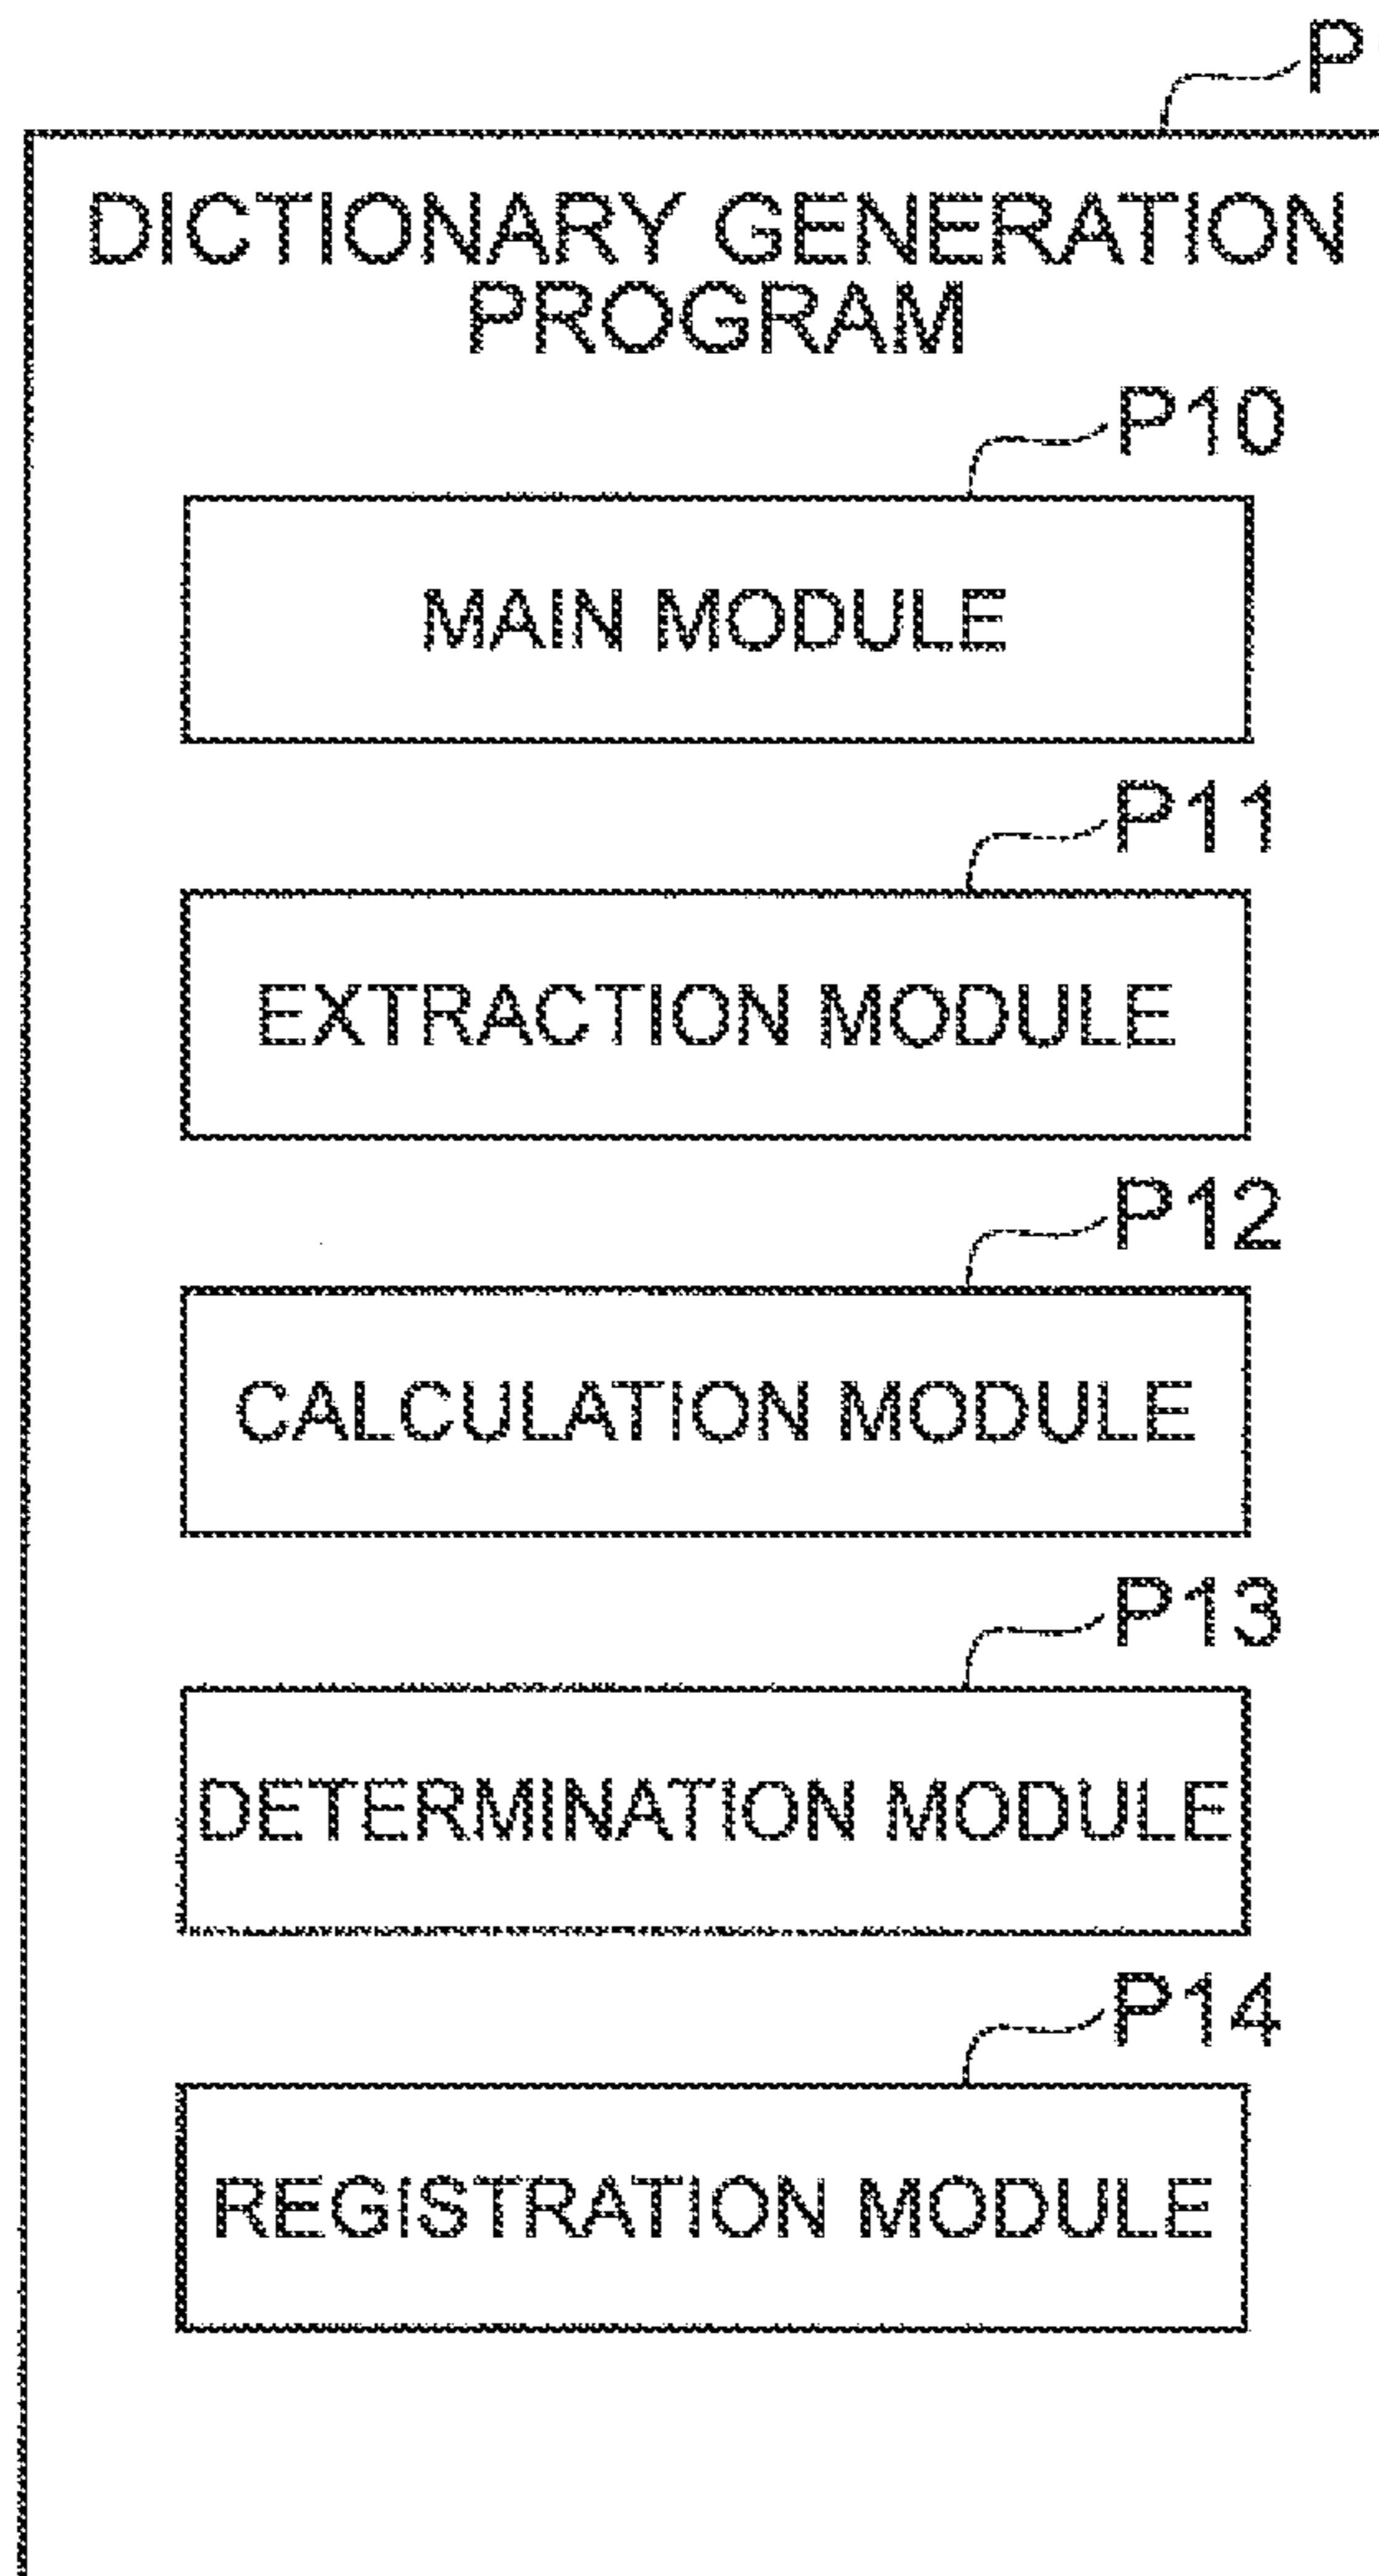 P
DICTIONARY GENERATION
PROGRAM
P10
MAIN MODULE
P11
EXTRACTION MODULE
P12
CALCULATION MODULE
P13
DETERMINATION MODULE
P14
REGISTRATION MODULE